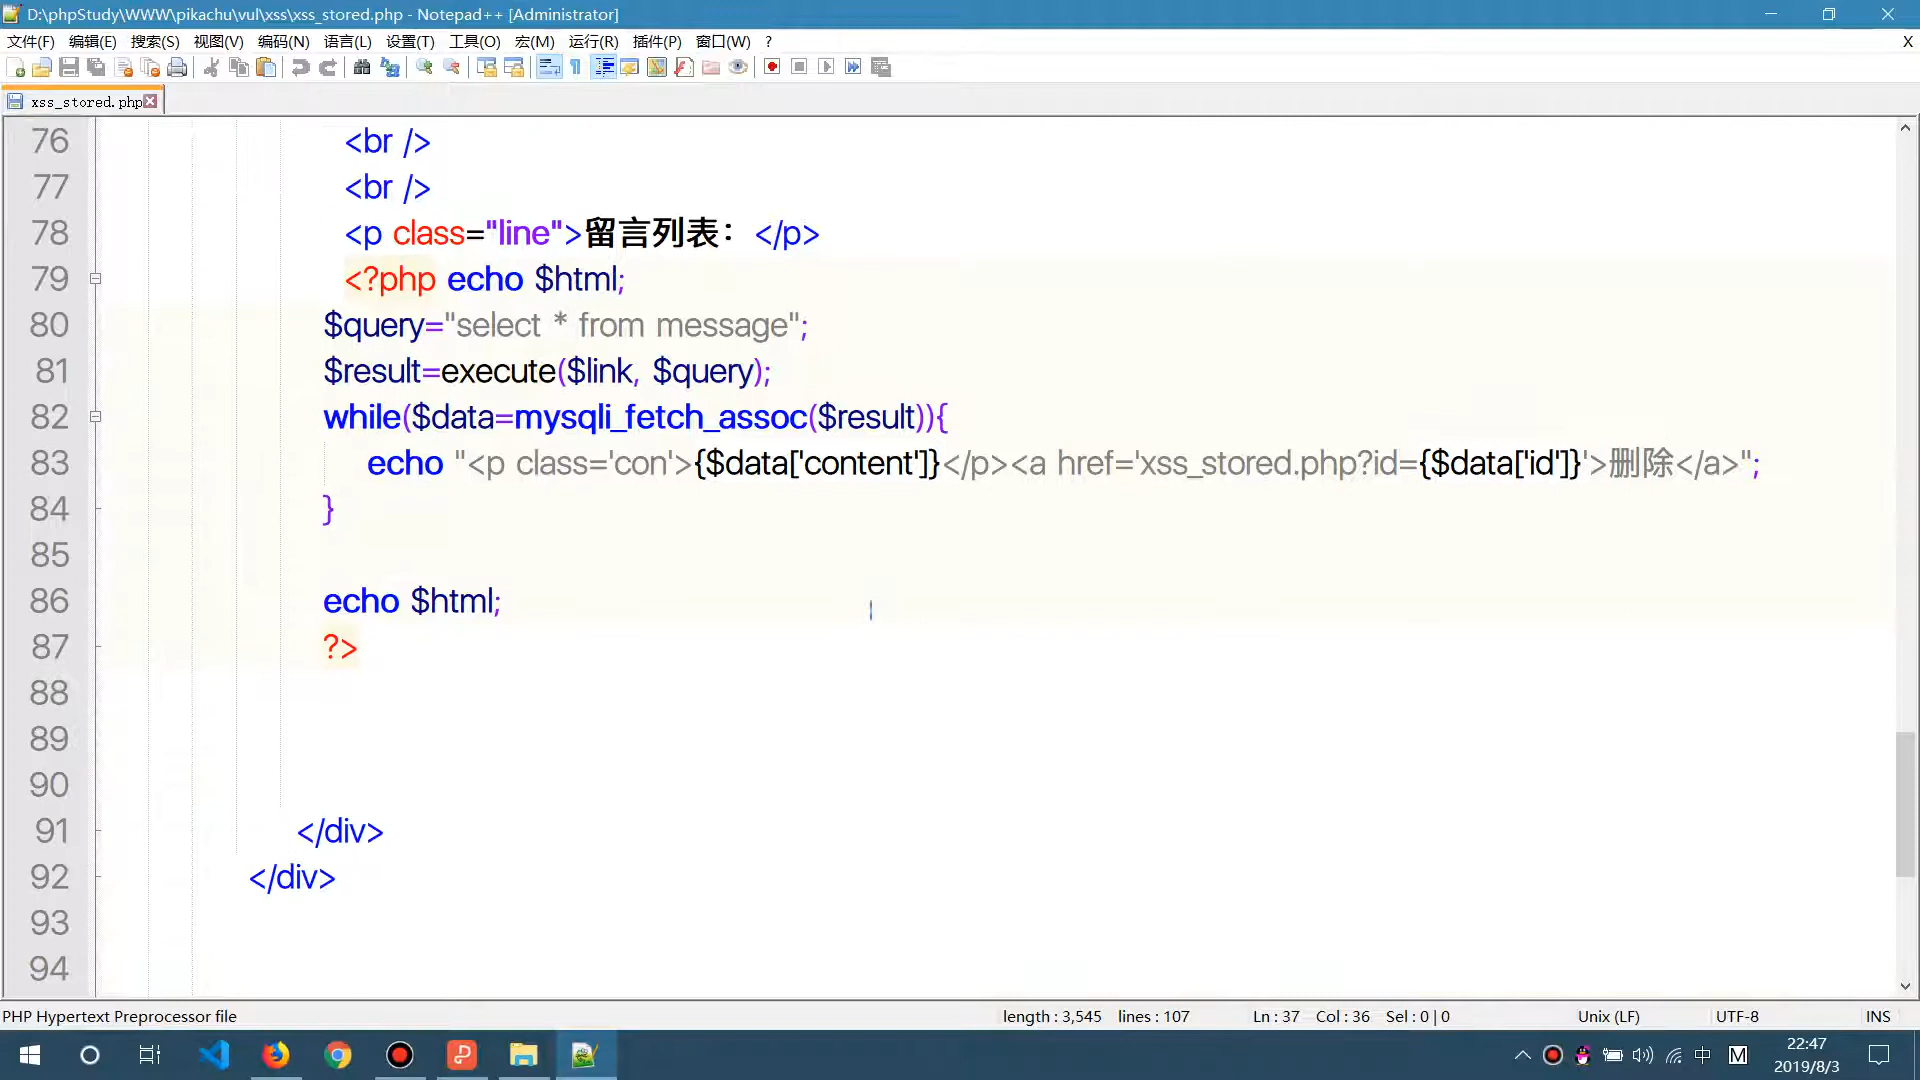 D:\phpStudy\WWW\pikachu\vul\xss\xss_stored.php - Notepad++ [Administrator]
文件(F) 编辑(E) 搜索(S) 视图(V) 编码(N) 语言(L) 设置(T) 工具(O) 宏(M) 运行(R) 插件(P) 窗口(W) ? X
xss_stored.php
76 <br />
77 <br />
78 <p class="line">留言列表：</p>
79 <?php echo $html;
80 $query="select * from message";
81 $result=execute($link, $query);
82 while($data=mysqli_fetch_assoc($result)){
83 echo "<p class='con'>{$data['content']}</p><a href='xss_stored.php?id={$data['id']}'>删除</a>";
84 }
85
86 echo $html;
87 ?>
88
89
90
91 </div>
92 </div>
93
94
PHP Hypertext Preprocessor file length : 3,545 lines : 107 Ln : 37 Col : 36 Sel : 0 | 0 Unix (LF) UTF-8 INS
中 M 22:47
2019/8/3